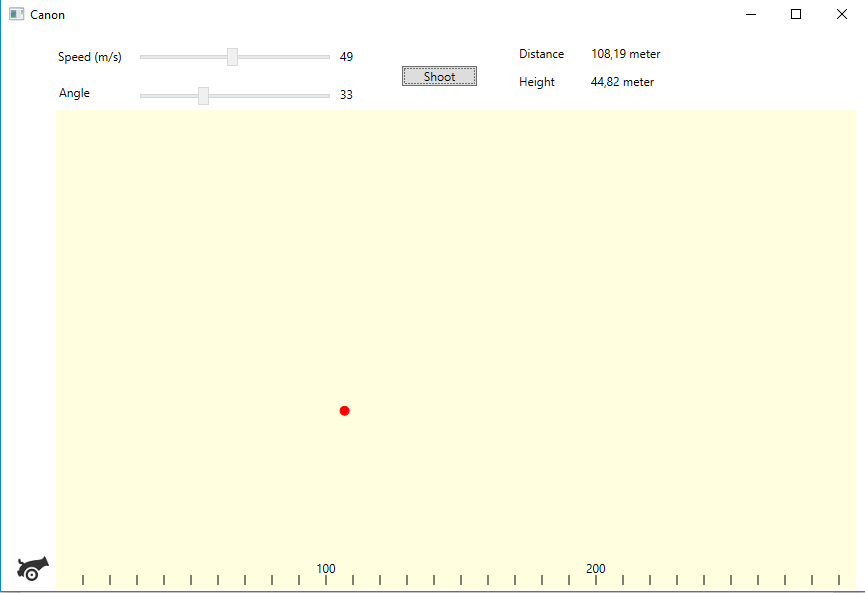 Canon
Speed (m/s) 49
Angle 33
Shoot
Distance 108,19 meter
Height 44,82 meter
100 200